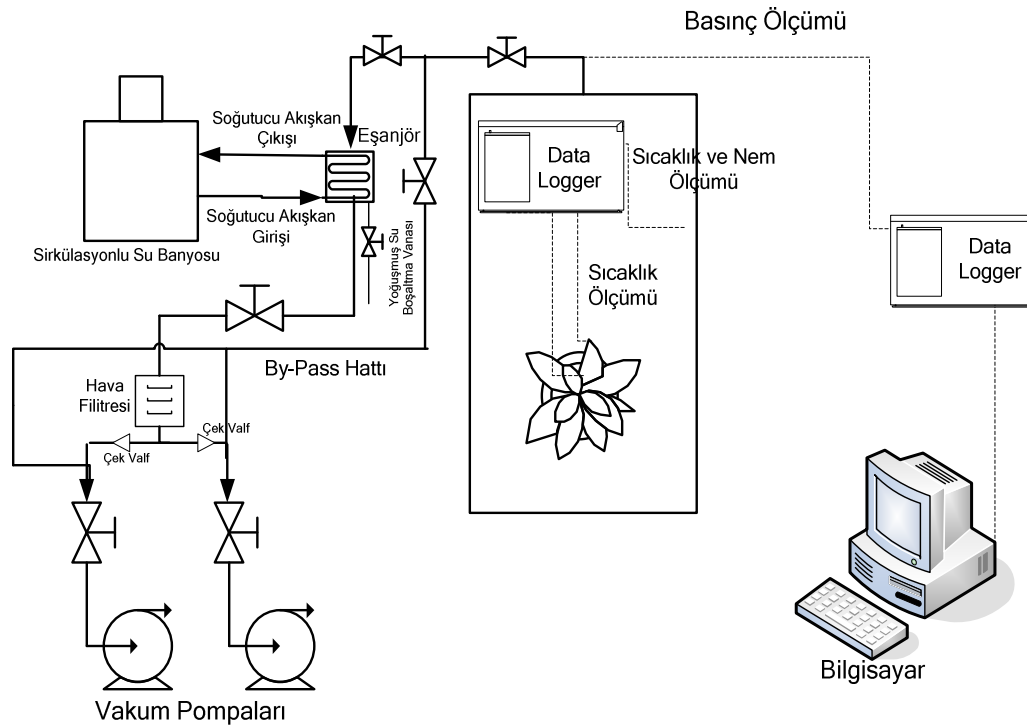 Basınç Ölçümü
Soğutucu Akışkan
Çıkışı
Eşanjör
Data
Logger
Sıcaklık ve Nem
Ölçümü
Soğutucu Akışkan
Girişi
Sirkülasyonlu Su Banyosu
Yoğuşmuş Su
Boşaltma Vanası
Data
Logger
Sıcaklık
Ölçümü
By-Pass Hattı
Hava
Filitresi
Çek Valf
Çek Valf
Bilgisayar
Vakum Pompaları